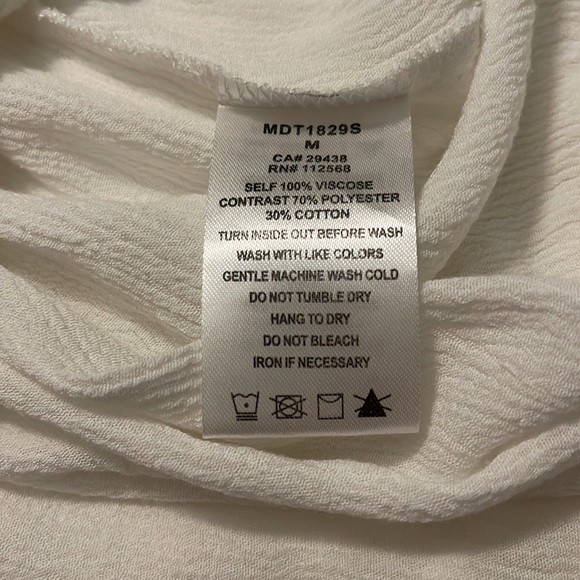 MDT1829S
M
CA# 29438
RN# 112568
SELF 100% VISCOSE
CONTRAST 70% POLYESTER
30% COTTON
TURN INSIDE OUT BEFORE WASH
WASH WITH LIKE COLORS
GENTLE MACHINE WASH COLD
DO NOT TUMBLE DRY
HANG TO DRY
DO NOT BLEACH
IRON IF NECESSARY